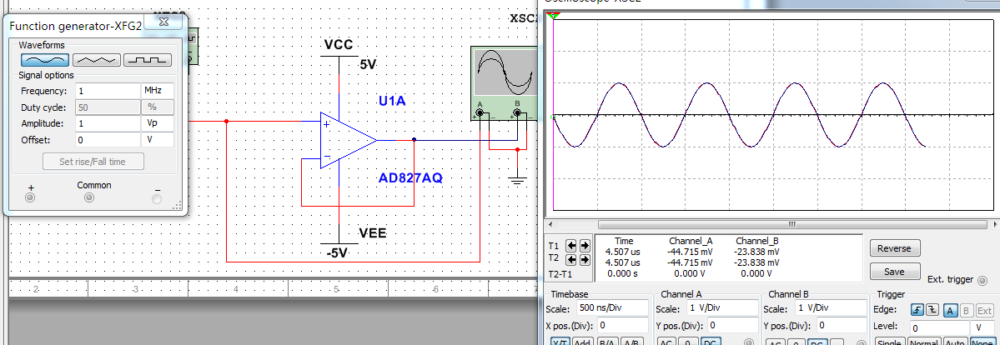 Oscilloscope-XSC2
Function generator-XFG2
Waveforms
Signal options
Frequency: 1 MHz
Duty cycle: 50 %
Amplitude: 1 Vp
Offset: 0 V
Set rise/Fall time
+ Common −
VCC
5V
U1A
+
−
AD827AQ
VEE
-5V
XSC
A B
+ − + −
2 3 4 5 6 7
T1
T2
T2-T1
Time Channel_A Channel_B
4.507 us -44.715 mV -23.838 mV
4.507 us -44.715 mV -23.838 mV
0.000 s 0.000 V 0.000 V
Reverse
Save
Ext. trigger
Timebase
Scale: 500 ns/Div
X pos.(Div): 0
Y/T Add B/A A/B
Channel A
Scale: 1 V/Div
Y pos.(Div): 0
AC 0 DC
Channel B
Scale: 1 V/Div
Y pos.(Div): 0
AC 0 DC -
Trigger
Edge: A B Ext
Level: 0 V
Single Normal Auto None